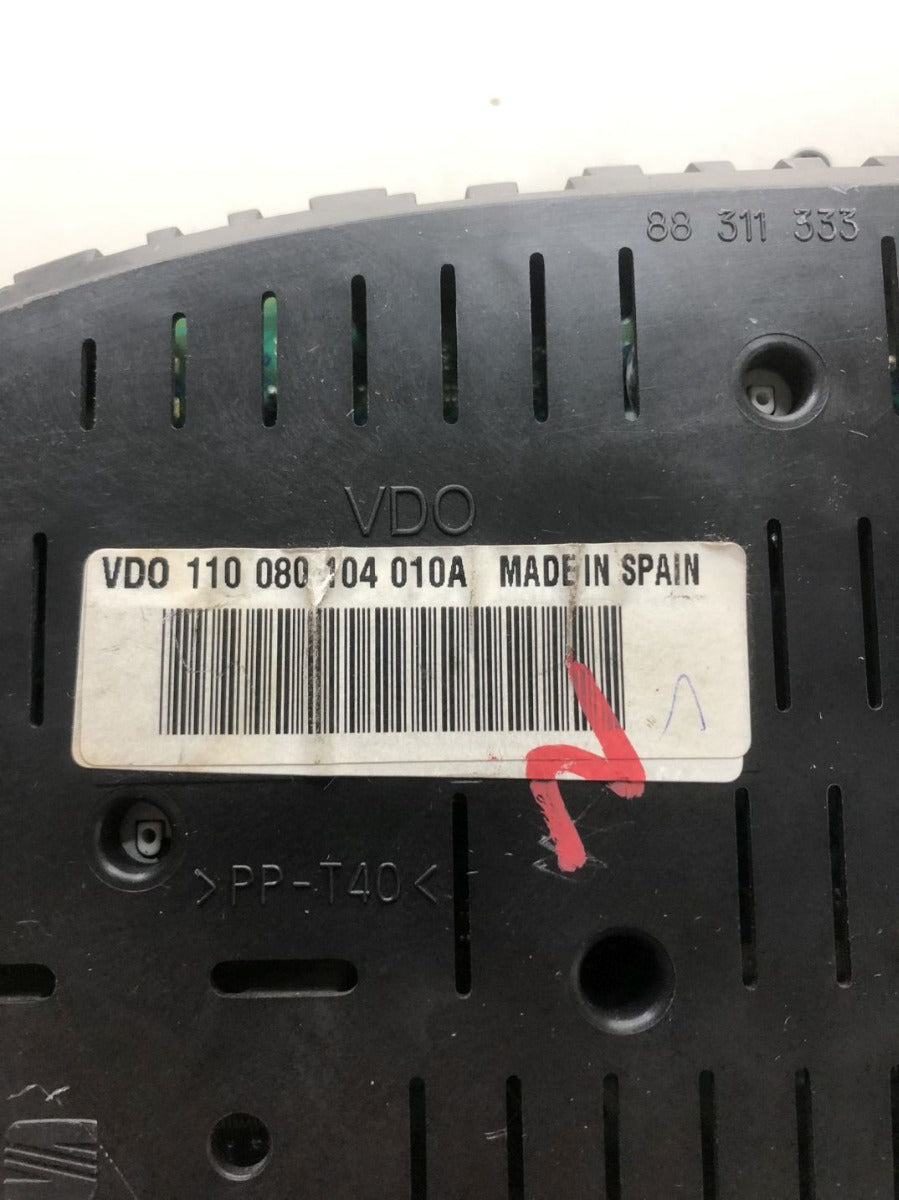 88 311 333
VDO
VDO 110 080 104 010A MADE IN SPAIN
>PP-T40<